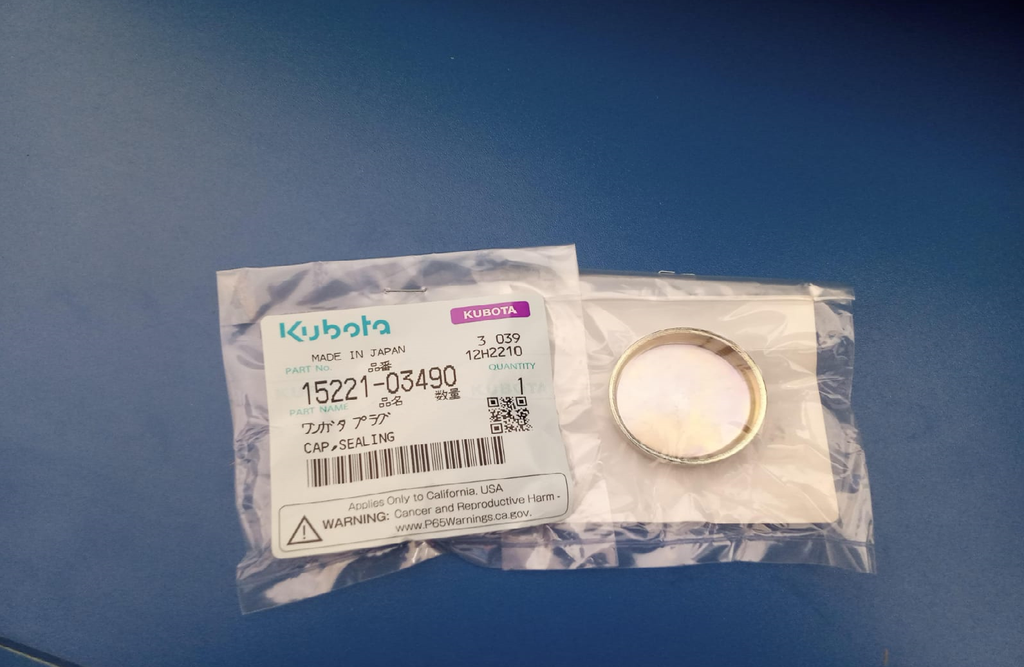 Kubota
KUBOTA
MADE IN JAPAN
3 039
12H2210
PART No.
品番
QUANTITY
15221-03490
1
PART NAME
品名
数量
ワンガタ プラグ
CAP,SEALING
Applies Only to California. USA
WARNING: Cancer and Reproductive Harm -
www.P65Warnings.ca.gov.